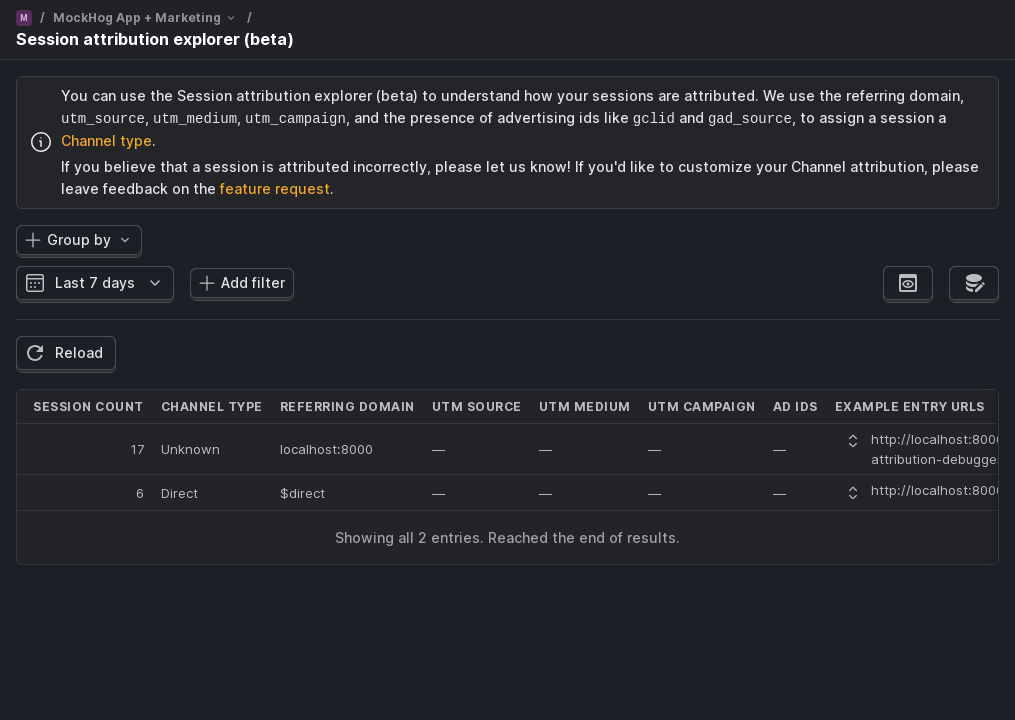 M / MockHog App + Marketing /
Session attribution explorer (beta)
You can use the Session attribution explorer (beta) to understand how your sessions are attributed. We use the referring domain,
utm_source, utm_medium, utm_campaign, and the presence of advertising ids like gclid and gad_source, to assign a session a
Channel type.
If you believe that a session is attributed incorrectly, please let us know! If you'd like to customize your Channel attribution, please
leave feedback on the feature request.
Group by
Last 7 days Add filter
Reload
SESSION COUNT CHANNEL TYPE REFERRING DOMAIN UTM SOURCE UTM MEDIUM UTM CAMPAIGN AD IDS EXAMPLE ENTRY URLS
17 Unknown localhost:8000 — — — — http://localhost:8000
attribution-debugger
6 Direct $direct — — — — http://localhost:8000
Showing all 2 entries. Reached the end of results.